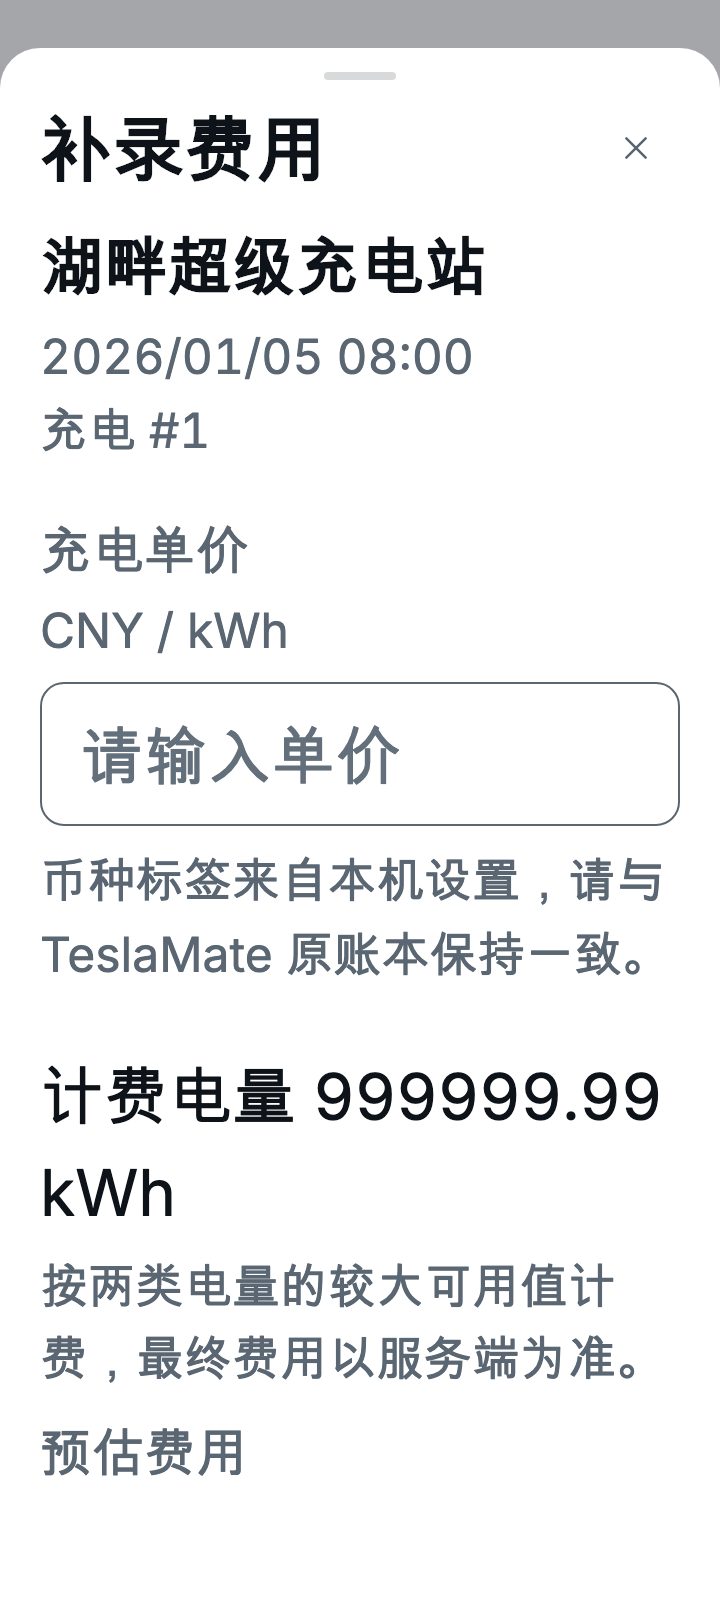 补录费用
湖畔超级充电站
2026/01/05 08:00
充电 #1
充电单价
CNY / kWh
请输入单价
币种标签来自本机设置，请与
TeslaMate 原账本保持一致。
计费电量 999999.99
kWh
按两类电量的较大可用值计
费，最终费用以服务端为准。
预估费用